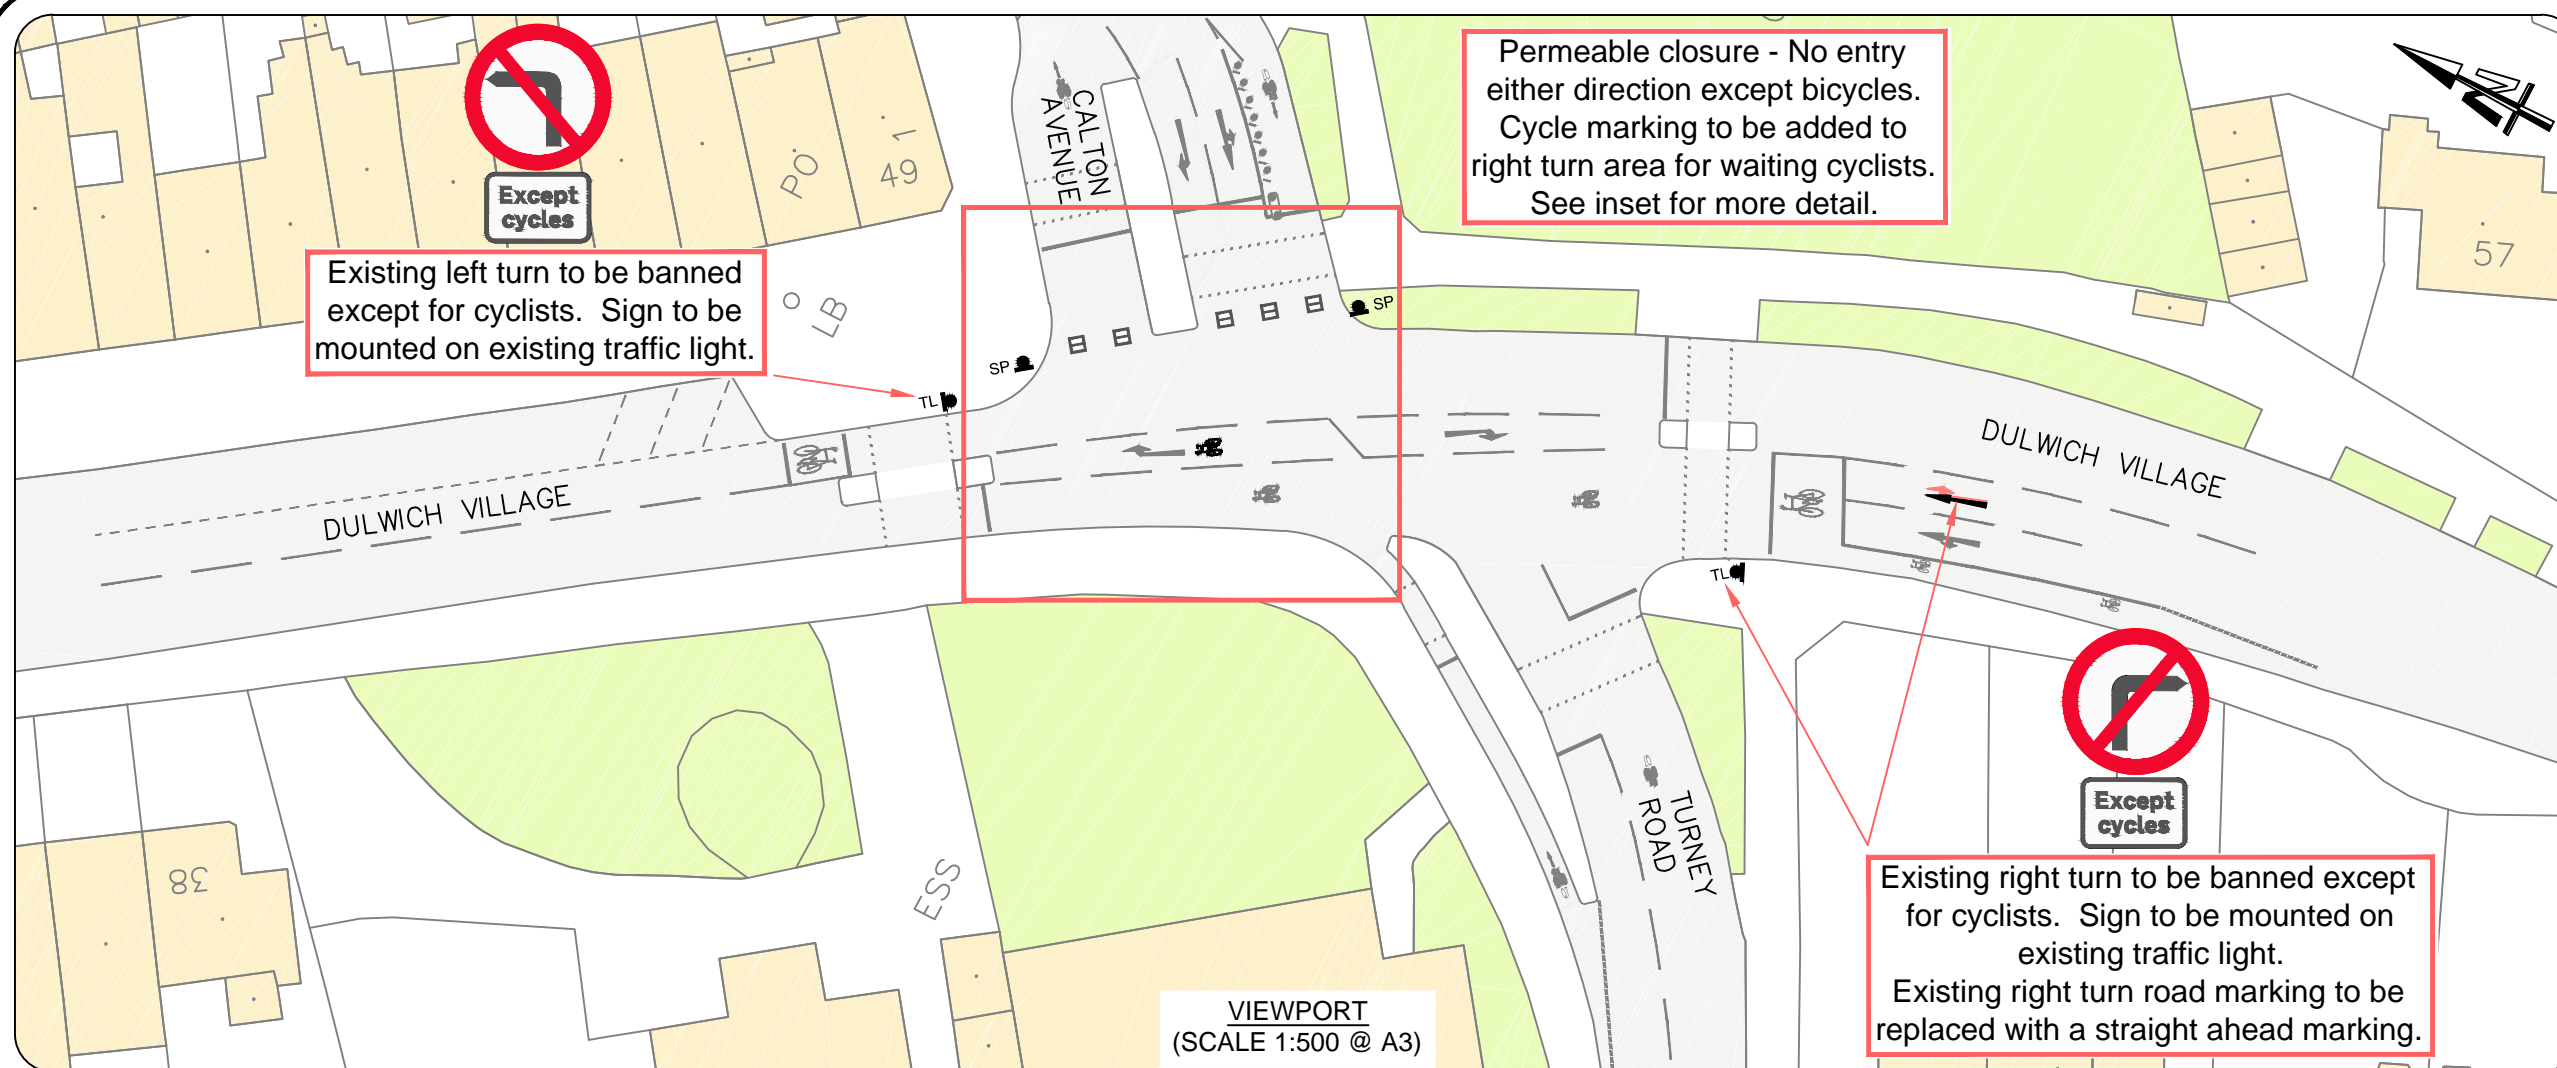 Permeable closure - No entry
either direction except bicycles.
Cycle marking to be added to
right turn area for waiting cyclists.
See inset for more detail.
N
CALTON
AVENUE
PO
1
49
57
Except
cycles
Existing left turn to be banned
except for cyclists.  Sign to be
mounted on existing traffic light.
LB
SP
SP
TL
DULWICH VILLAGE
DULWICH VILLAGE
TL
TURNEY
ROAD
Except
cycles
38
ESS
Existing right turn to be banned except
for cyclists.  Sign to be mounted on
existing traffic light.
Existing right turn road marking to be
replaced with a straight ahead marking.
VIEWPORT
(SCALE 1:500 @ A3)